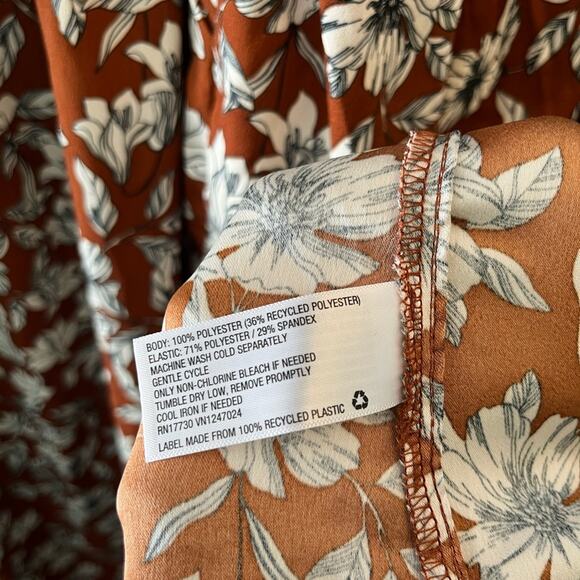 BODY: 100% POLYESTER (36% RECYCLED POLYESTER)
ELASTIC: 71% POLYESTER / 29% SPANDEX
MACHINE WASH COLD SEPARATELY
GENTLE CYCLE
ONLY NON-CHLORINE BLEACH IF NEEDED
TUMBLE DRY LOW, REMOVE PROMPTLY
COOL IRON IF NEEDED
RN17730 VN1247024
LABEL MADE FROM 100% RECYCLED PLASTIC